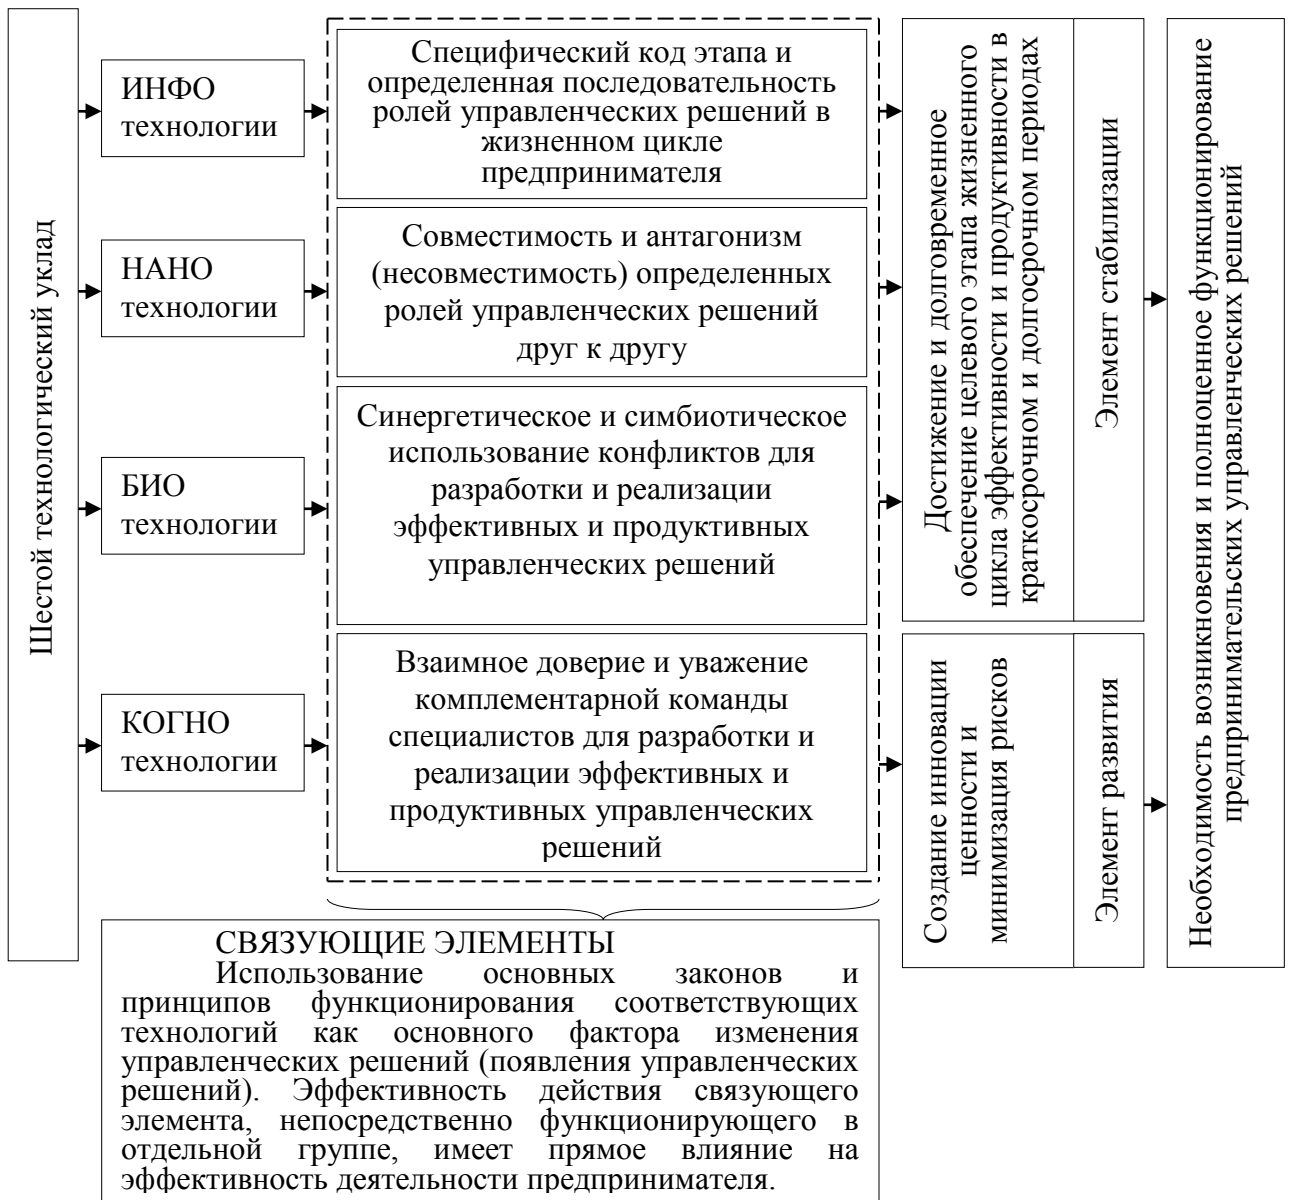 Шестой технологический уклад
ИНФО
технологии
НАНО
технологии
БИО
технологии
КОГНО
технологии
Специфический код этапа и
определенная последовательность
ролей управленческих решений в
жизненном цикле
предпринимателя
Совместимость и антагонизм
(несовместимость) определенных
ролей управленческих решений
друг к другу
Синергетическое и симбиотическое
использование конфликтов для
разработки и реализации
эффективных и продуктивных
управленческих решений
Взаимное доверие и уважение
комплементарной команды
специалистов для разработки и
реализации эффективных и
продуктивных управленческих
решений
СВЯЗУЮЩИЕ ЭЛЕМЕНТЫ
Использование основных законов и
принципов функционирования соответствующих
технологий как основного фактора изменения
управленческих решений (появления управленческих
решений). Эффективность действия связующего
элемента, непосредственно функционирующего в
отдельной группе, имеет прямое влияние на
эффективность деятельности предпринимателя.
Достижение и долговременное
обеспечение целевого этапа жизненного
цикла эффективности и продуктивности в
краткосрочном и долгосрочном периодах
Элемент стабилизации
Создание инновации
ценности и
минимизация рисков
Элемент развития
Необходимость возникновения и полноценное функционирование
предпринимательских управленческих решений